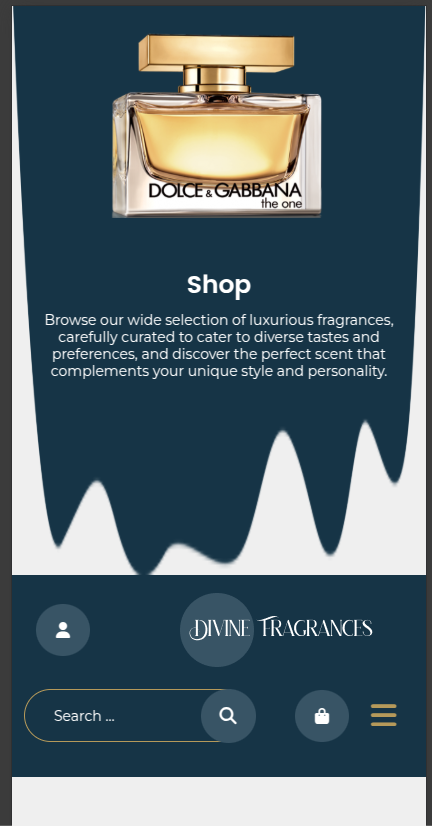 DOLCE & GABBANA
the one
Shop
Browse our wide selection of luxurious fragrances,
carefully curated to cater to diverse tastes and
preferences, and discover the perfect scent that
complements your unique style and personality.
DIVINE FRAGRANCES
Search ...